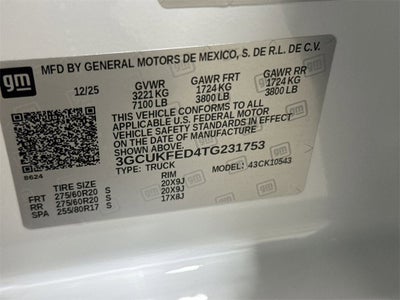 gm
MFD BY GENERAL MOTORS DE MEXICO, S. DE R.L. DE C.V.
12/25 GVWR GAWR FRT GAWR RR
3221 KG 1724 KG 1724 KG
7100 LB 3800 LB 3800 LB
THIS VEHICLE CONFORMS TO ALL
APPLICABLE U.S. FEDERAL MOTOR VEHICLE
SAFETY STANDARDS IN EFFECT
ON THE DATE OF MANUFACTURE
SHOWN ABOVE
3GCUKFED4TG231753
TYPE: TRUCK MODEL: 43CK10543
8624
TIRE SIZE RIM
FRT 275/60R20 S 20X9J
RR 275/60R20 S 20X9J
SPA 255/80R17 S 17X8J